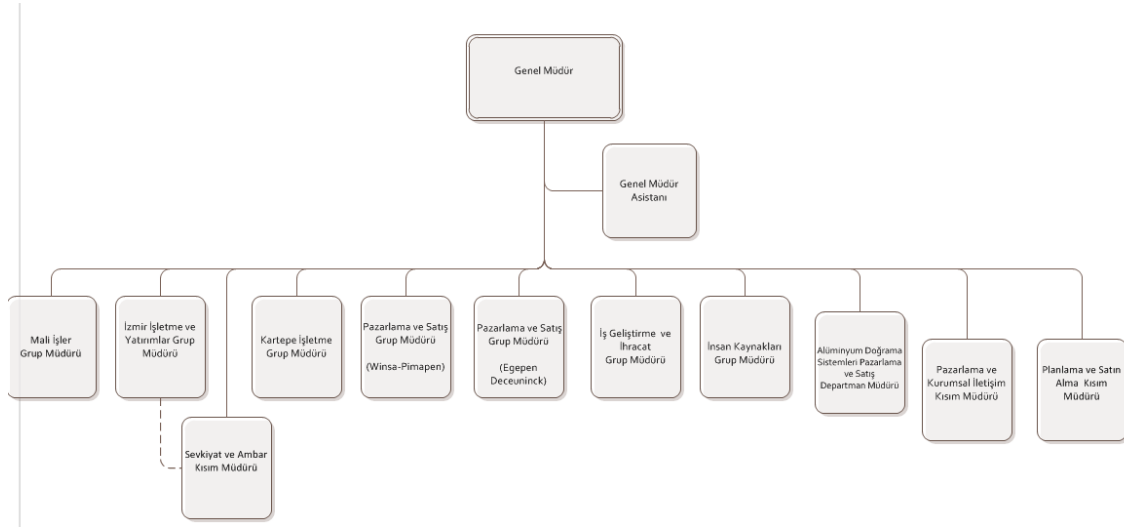 Genel Müdür
Genel Müdür
Asistanı
Mali İşler
Grup Müdürü
İzmir İşletme ve
Yatırımlar Grup
Müdürü
Kartepe İşletme
Grup Müdürü
Pazarlama ve Satış
Grup Müdürü
(Winsa-Pimapen)
Pazarlama ve Satış
Grup Müdürü
(Egepen
Deceuninck)
İş Geliştirme ve
İhracat
Grup Müdürü
İnsan Kaynakları
Grup Müdürü
Alüminyum Doğrama
Sistemleri Pazarlama
ve Satış
Departman Müdürü
Pazarlama ve
Kurumsal İletişim
Kısım Müdürü
Planlama ve Satın
Alma Kısım
Müdürü
Sevkiyat ve Ambar
Kısım Müdürü